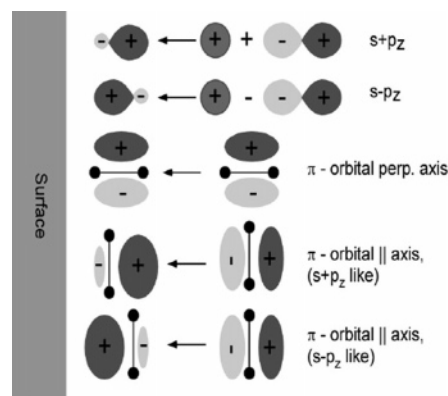 - + + + - + s+pz
+ - + - - + s-pz
+ +
π - orbital perp. axis
- -
Surface
- + - + π - orbital || axis,
(s+pz like)
+ - - + π - orbital || axis,
(s-pz like)